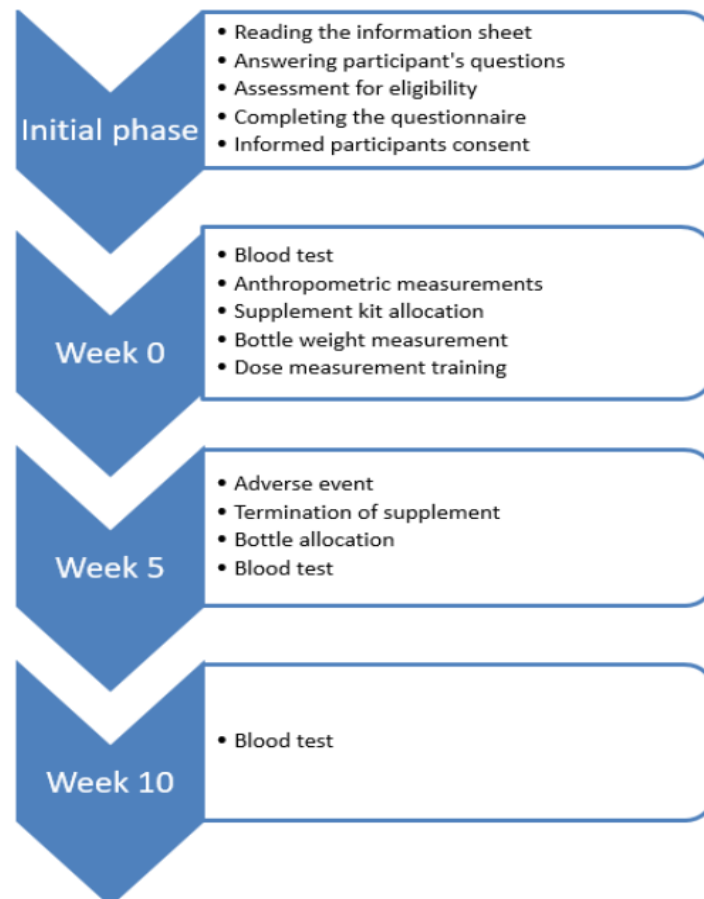 Initial phase
• Reading the information sheet
• Answering participant's questions
• Assessment for eligibility
• Completing the questionnaire
• Informed participants consent
Week 0
• Blood test
• Anthropometric measurements
• Supplement kit allocation
• Bottle weight measurement
• Dose measurement training
Week 5
• Adverse event
• Termination of supplement
• Bottle allocation
• Blood test
Week 10
• Blood test